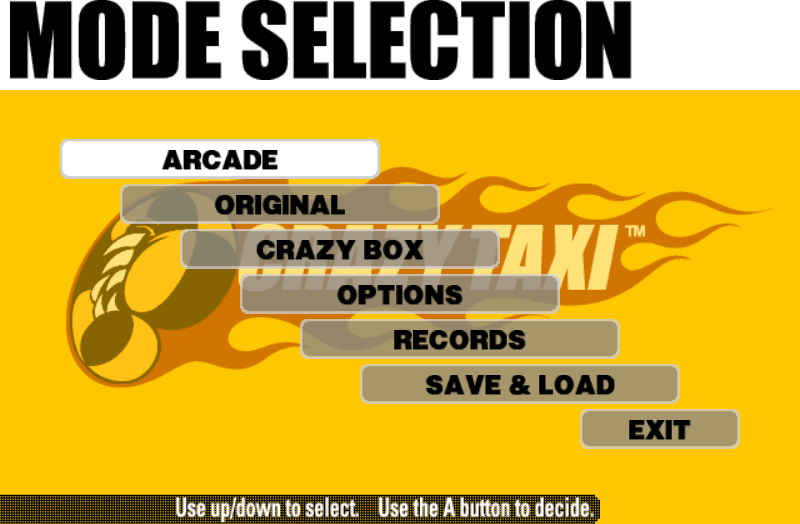 MODE SELECTION
ARCADE
ORIGINAL
CRAZY BOX
CRAZY TAXI™
OPTIONS
RECORDS
SAVE & LOAD
EXIT
Use up/down to select. Use the A button to decide.